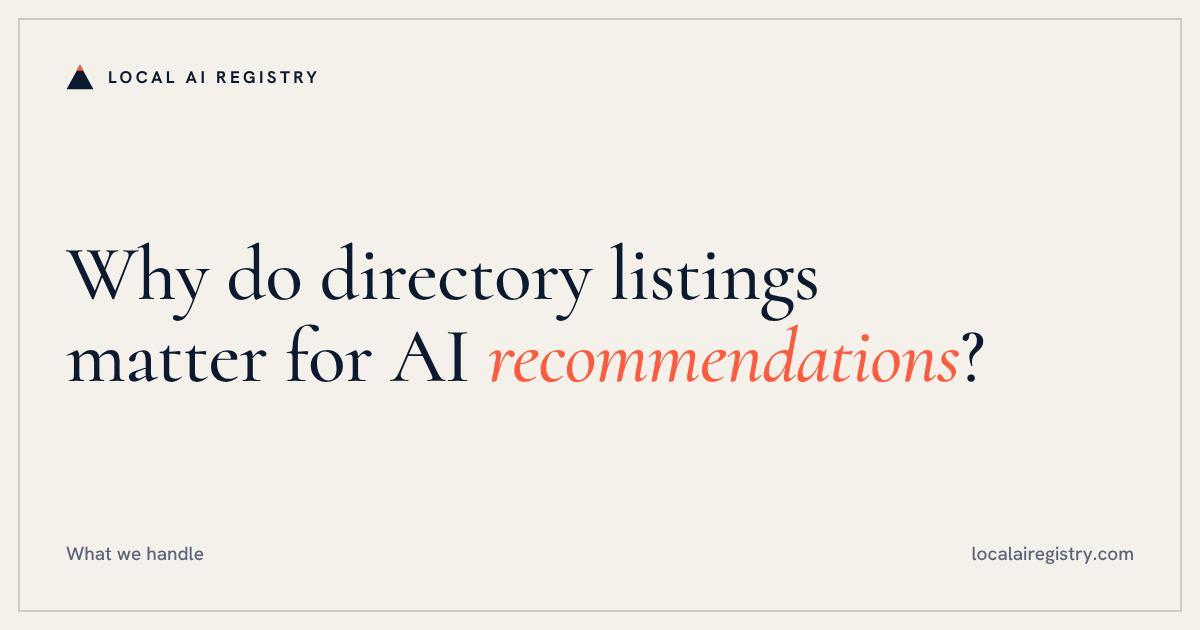 LOCAL AI REGISTRY
Why do directory listings
matter for AI recommendations?
What we handle
localairegistry.com